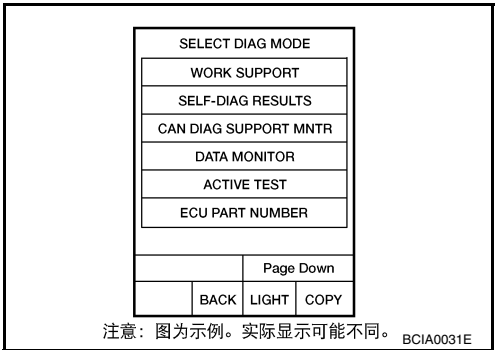 SELECT DIAG MODE
WORK SUPPORT
SELF-DIAG RESULTS
CAN DIAG SUPPORT MNTR
DATA MONITOR
ACTIVE TEST
ECU PART NUMBER
Page Down
BACK LIGHT COPY
注意：图为示例。实际显示可能不同。
BCIA0031E